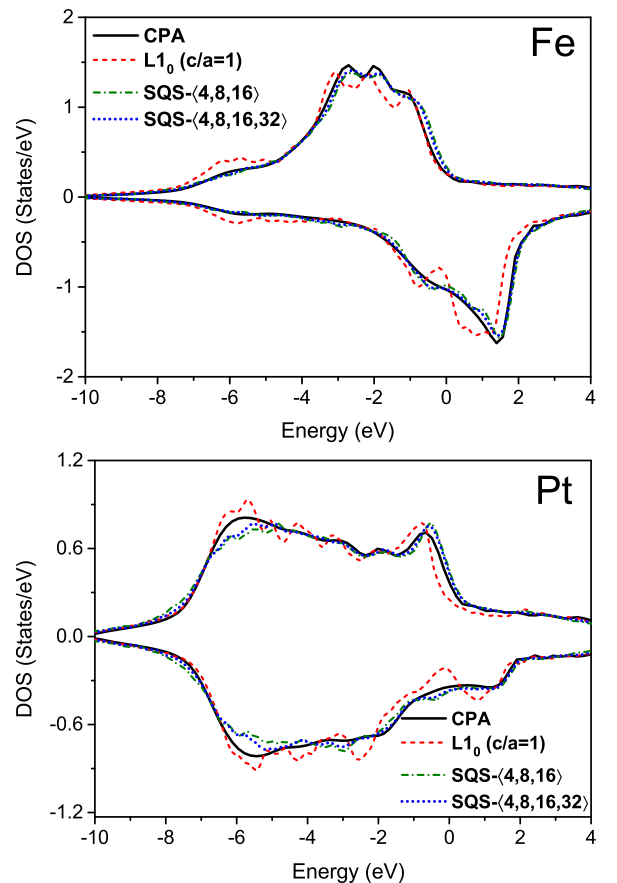 Fe
CPA
L1₀ (c/a=1)
SQS-⟨4,8,16⟩
SQS-⟨4,8,16,32⟩
2
1
0
-1
-2
DOS (States/eV)
-10 -8 -6 -4 -2 0 2 4
Energy (eV)
Pt
1.2
0.6
0.0
-0.6
-1.2
DOS (States/eV)
CPA
L1₀ (c/a=1)
SQS-⟨4,8,16⟩
SQS-⟨4,8,16,32⟩
-10 -8 -6 -4 -2 0 2 4
Energy (eV)